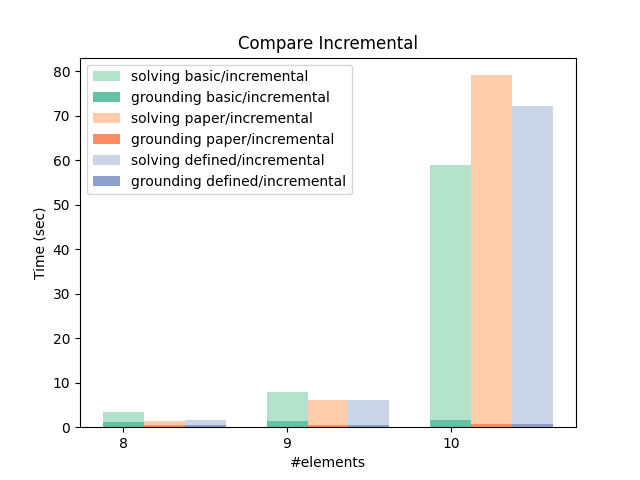 Compare Incremental
solving basic/incremental
grounding basic/incremental
solving paper/incremental
grounding paper/incremental
solving defined/incremental
grounding defined/incremental
80
70
60
50
40
30
20
10
0
Time (sec)
8
9
10
#elements